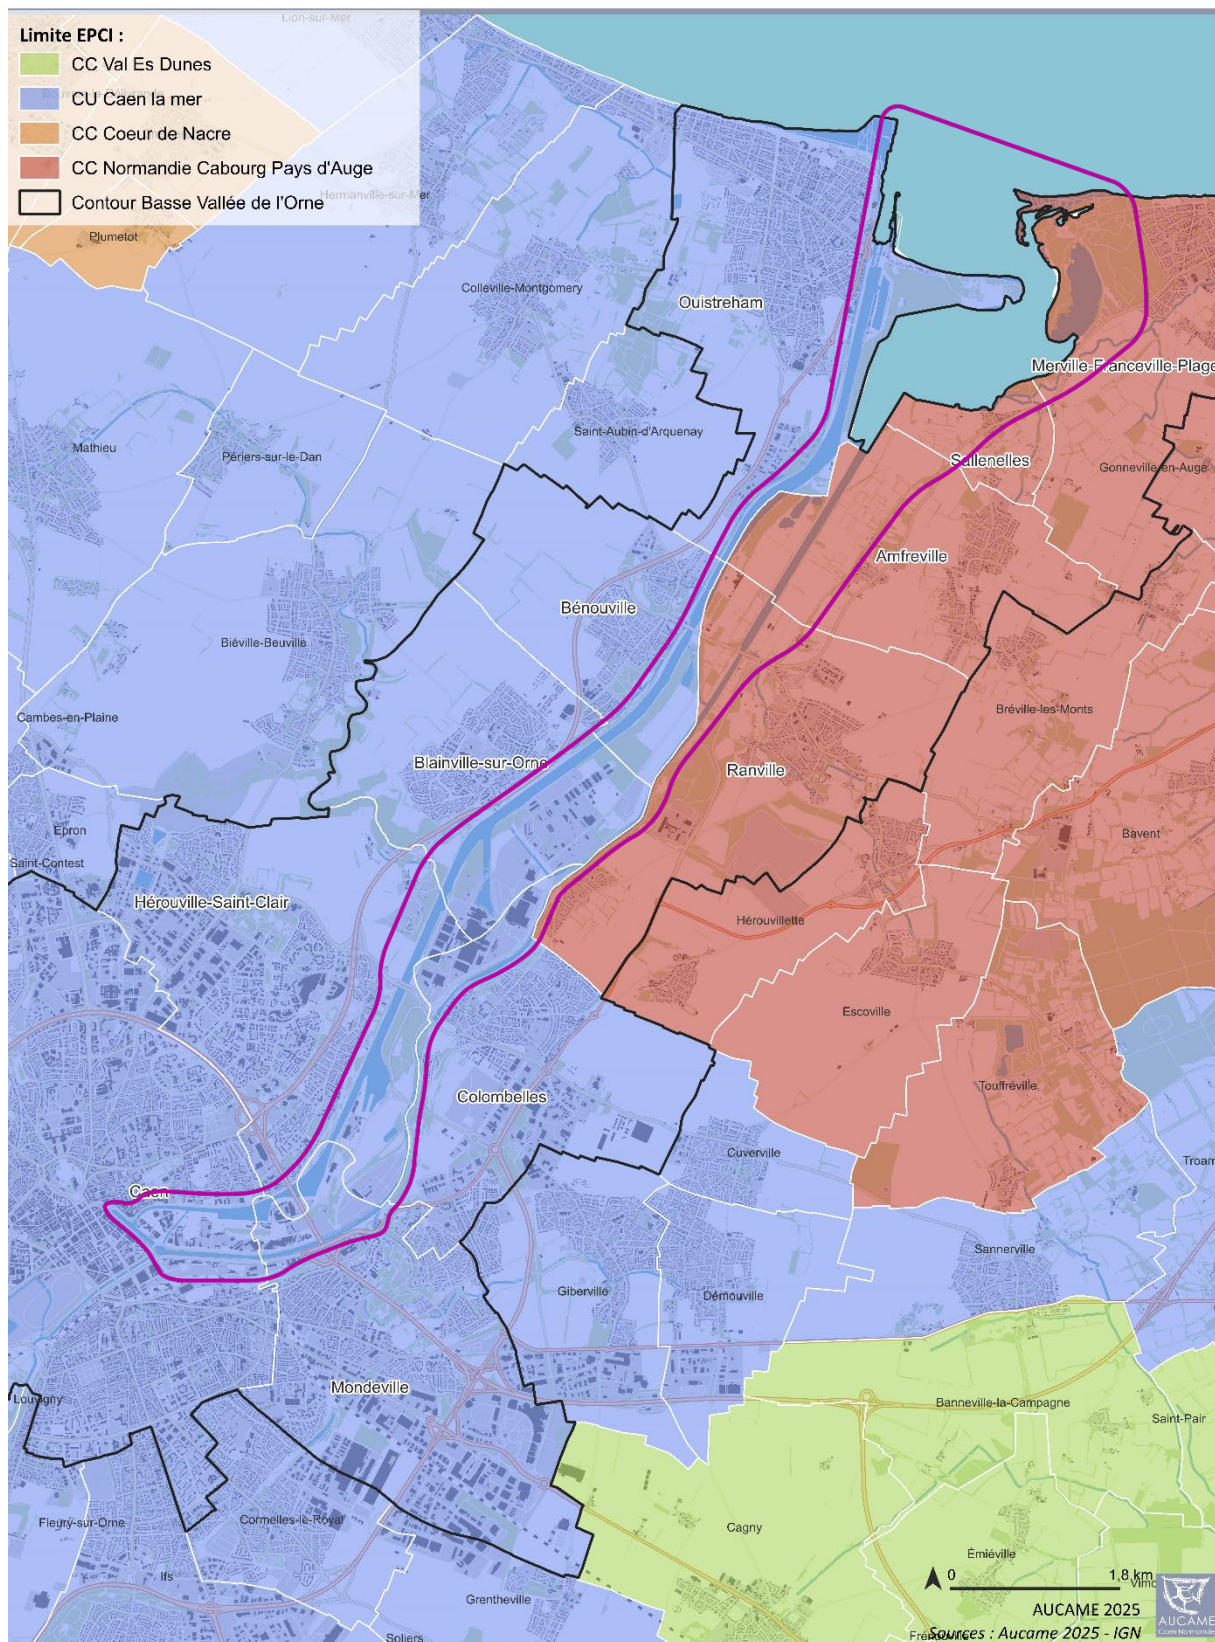 Lion-sur-Mer
Limite EPCI :
CC Val Es Dunes
CU Caen la mer
CC Coeur de Nacre
CC Normandie Cabourg Pays d'Auge
Contour Basse Vallée de l'Orne
Hermanville-sur-Mer
Plumetot
Colleville-Montgomery
Ouistreham
Merville-Franceville-Plage
Saint-Aubin-d'Arquenay
Mathieu
Périers-sur-le-Dan
Sallenelles
Gonneville-en-Auge
Amfreville
Bénouville
Biéville-Beuville
Cambes-en-Plaine
Bréville-les-Monts
Blainville-sur-Orne
Ranville
Epron
Bavent
Saint-Contest
Hérouville-Saint-Clair
Hérouvillette
Escoville
Touffréville
Colombelles
Cuverville
Troarn
Caen
Sannerville
Giberville
Démouville
Mondeville
Louvigny
Banneville-la-Campagne
Saint-Pair
Fleury-sur-Orne
Cormelles-le-Royal
Cagny
Émiéville
Ifs
0 1,8 km
Grentheville
AUCAME 2025
AUCAME
Caen Normandie
Soliers
Frénouville
Sources : Aucame 2025 - IGN